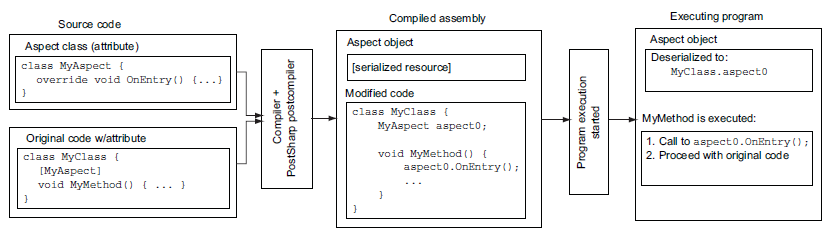 Source code
Aspect class (attribute)
class MyAspect {
override void OnEntry() {...}
}
Original code w/attribute
class MyClass {
[MyAspect]
void MyMethod() { ... }
}
Compiler +
PostSharp postcompiler
Compiled assembly
Aspect object
[serialized resource]
Modified code
class MyClass {
MyAspect aspect0;
void MyMethod() {
aspect0.OnEntry();
...
}
}
Program execution
started
Executing program
Aspect object
Deserialized to:
MyClass.aspect0
MyMethod is executed:
1. Call to aspect0.OnEntry();
2. Proceed with original code